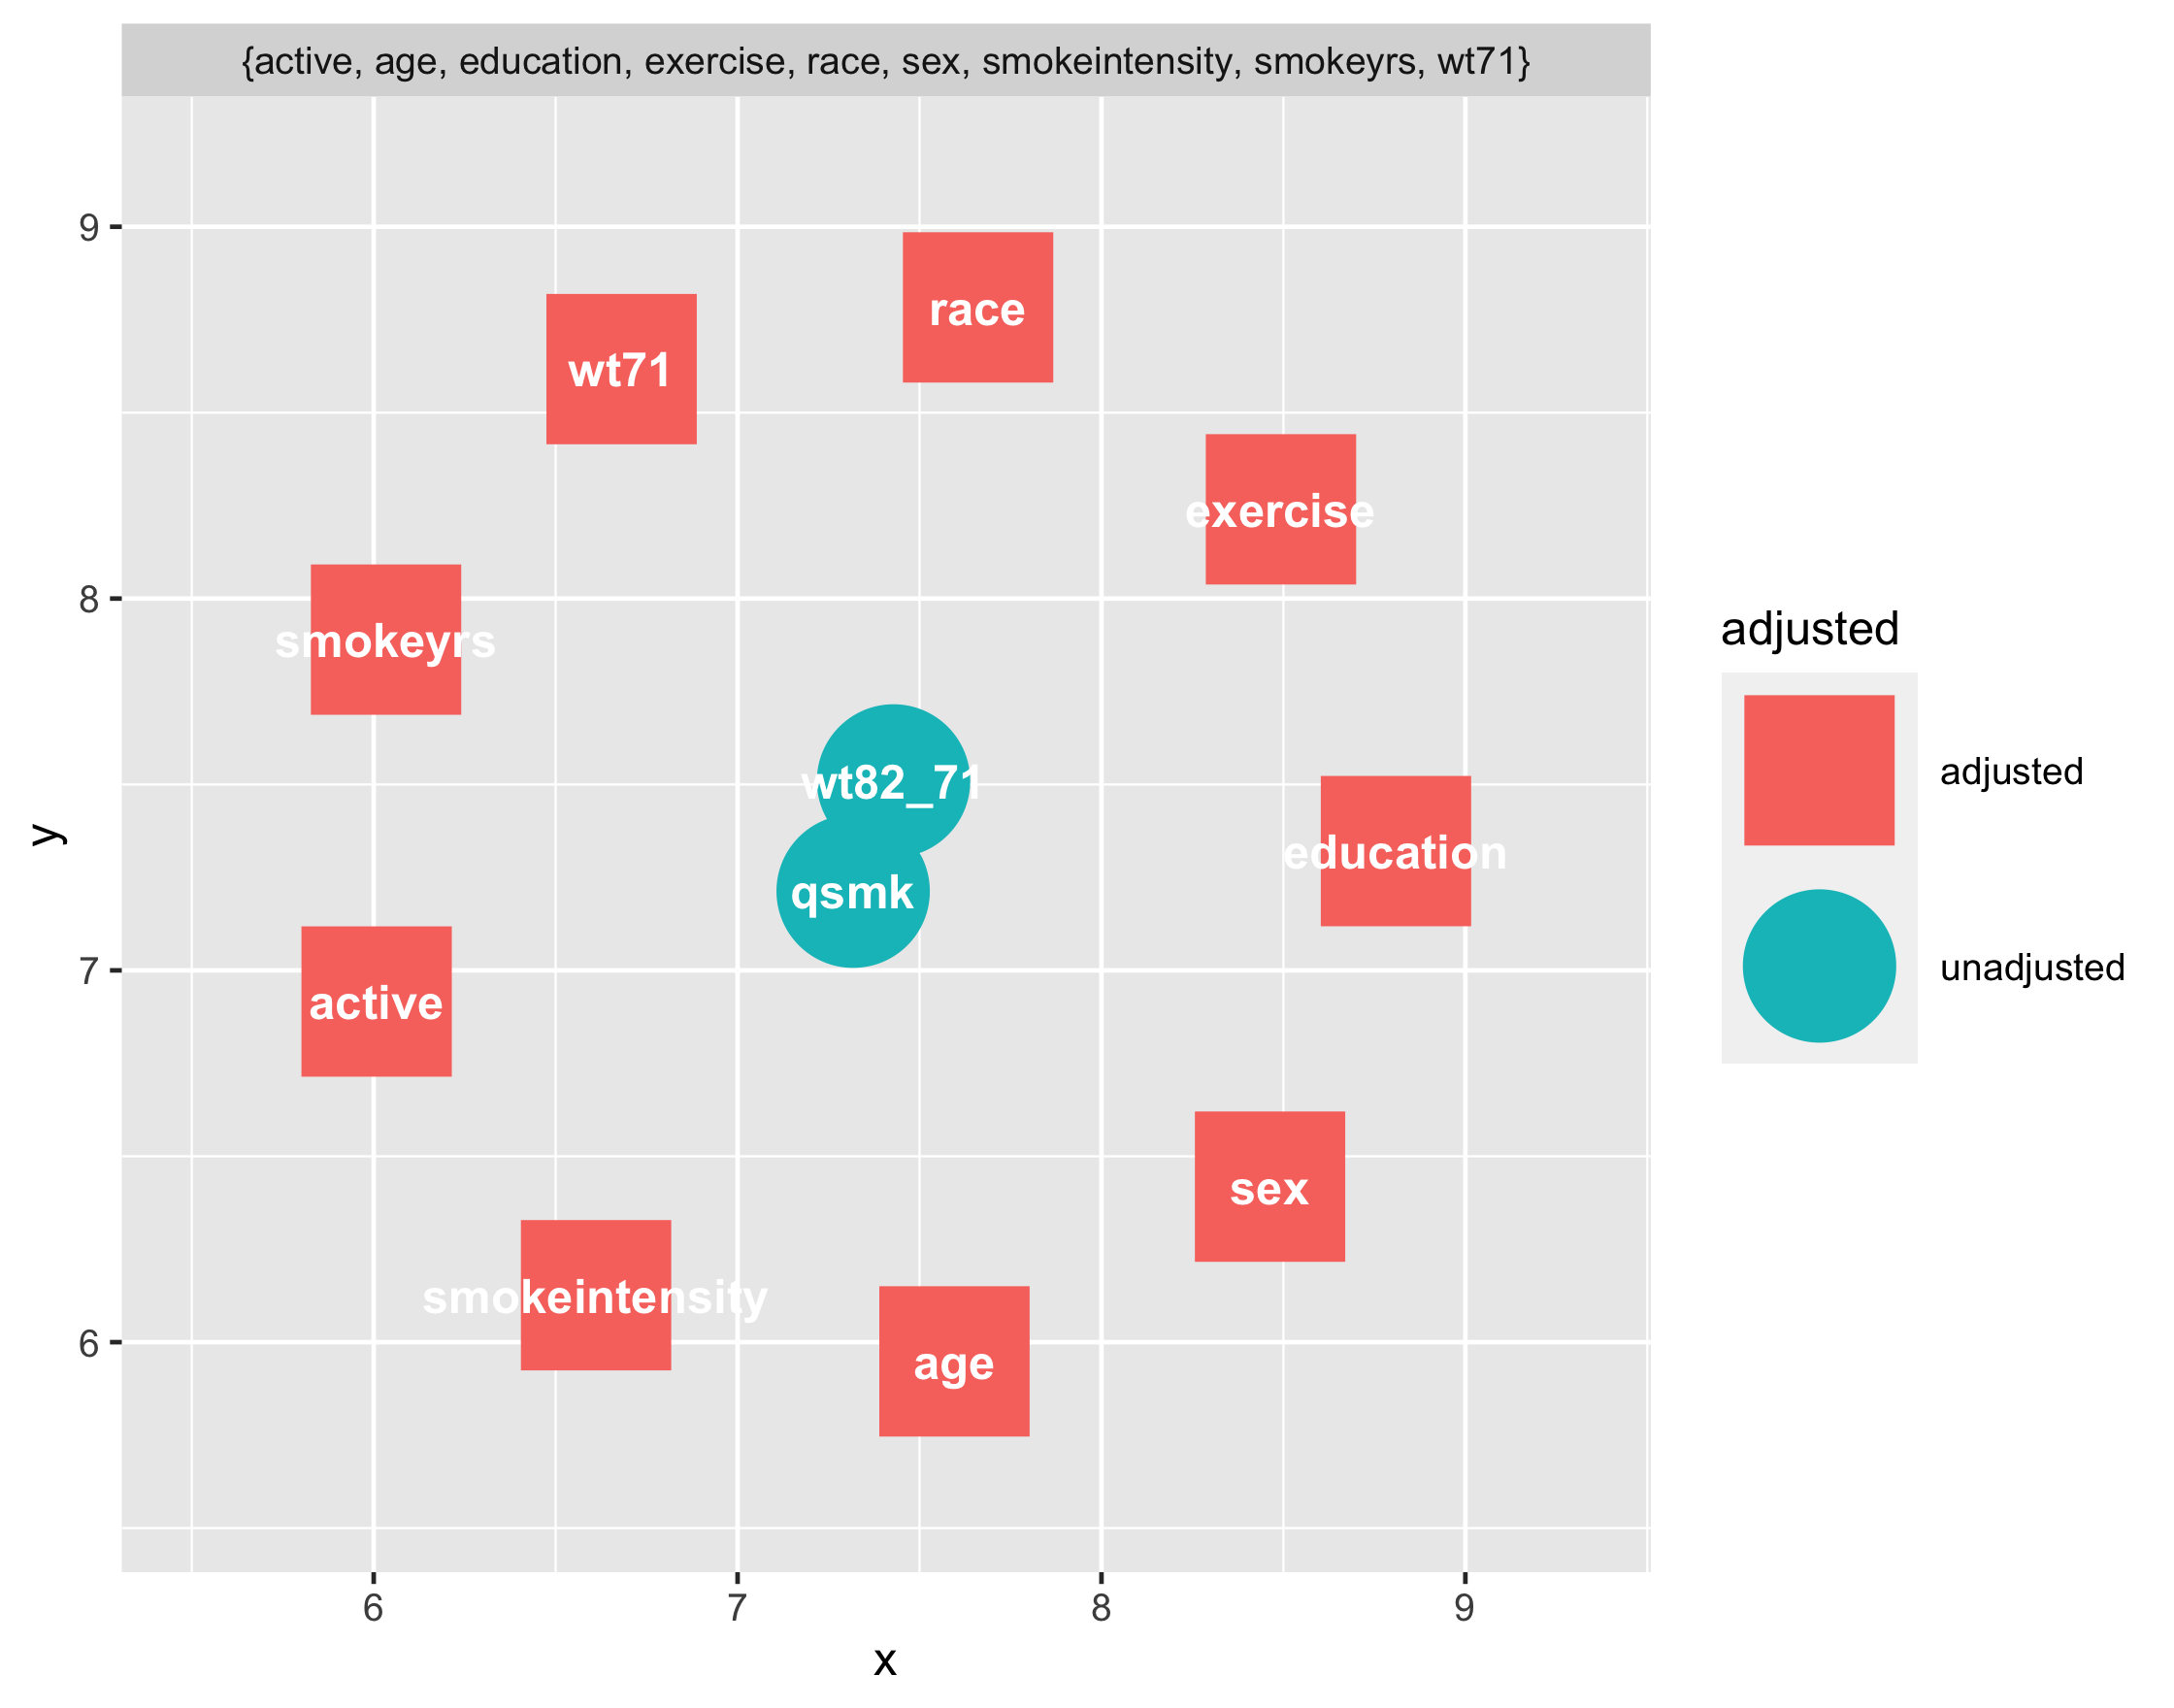 {active, age, education, exercise, race, sex, smokeintensity, smokeyrs, wt71}
9
8
7
6
y
race
wt71
exercise
smokeyrs
wt82_71
education
qsmk
active
sex
smokeintensity
age
6
7
8
9
x
adjusted
adjusted
unadjusted